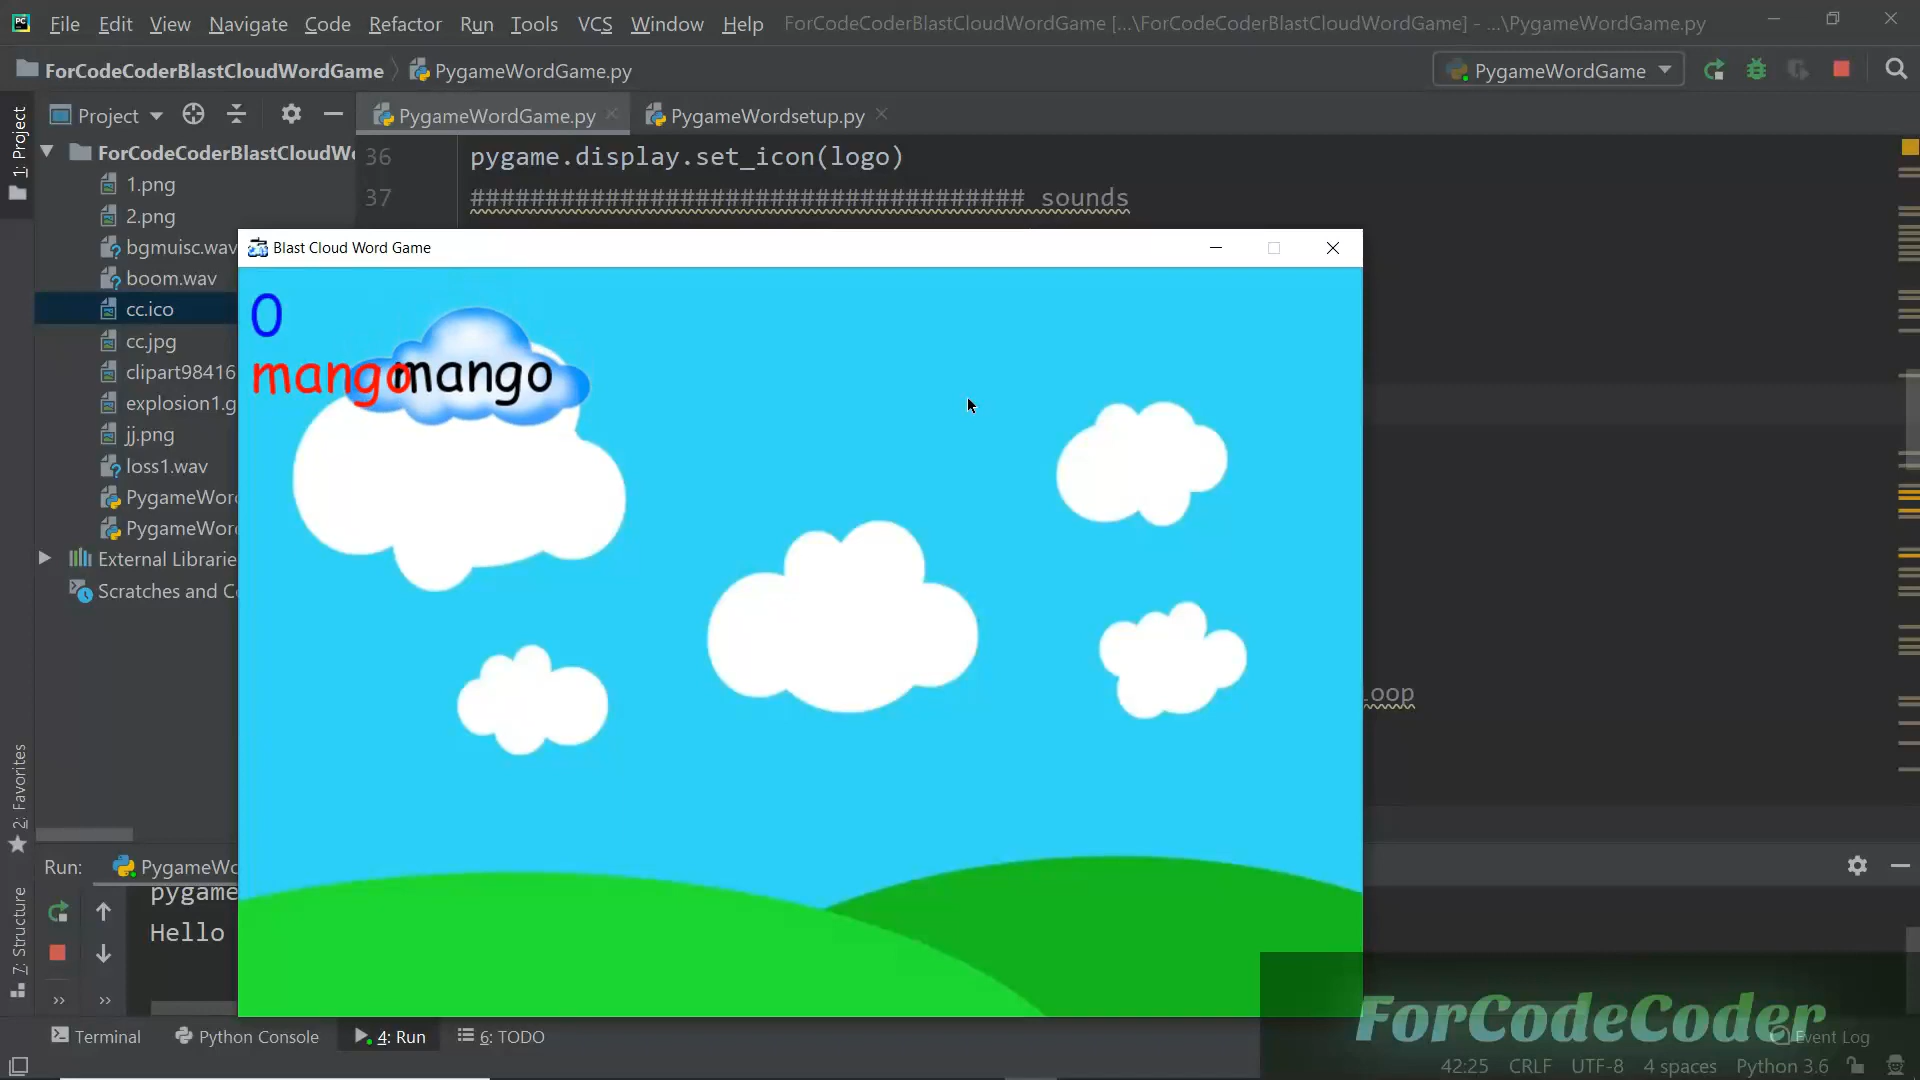 File Edit View Navigate Code Refactor Run Tools VCS Window Help ForCodeCoderBlastCloudWordGame [...\ForCodeCoderBlastCloudWordGame] - ...\PygameWordGame.py
ForCodeCoderBlastCloudWordGame PygameWordGame.py PygameWordGame
1: Project
Project PygameWordGame.py PygameWordsetup.py
ForCodeCoderBlastCloudW
36 pygame.display.set_icon(logo)
37 ##################################### sounds
1.png
2.png
bgmuisc.wav
boom.wav
cc.ico
cc.jpg
clipart98416
explosion1.g
jj.png
loss1.wav
PygameWor
PygameWor
External Librarie
Scratches and C
Blast Cloud Word Game
0
mango
mango
loop
2: Favorites
7: Structure
Run: PygameWo
pygame
Hello
Terminal Python Console 4: Run 6: TODO
ForCodeCoder
Event Log
42:25 CRLF UTF-8 4 spaces Python 3.6